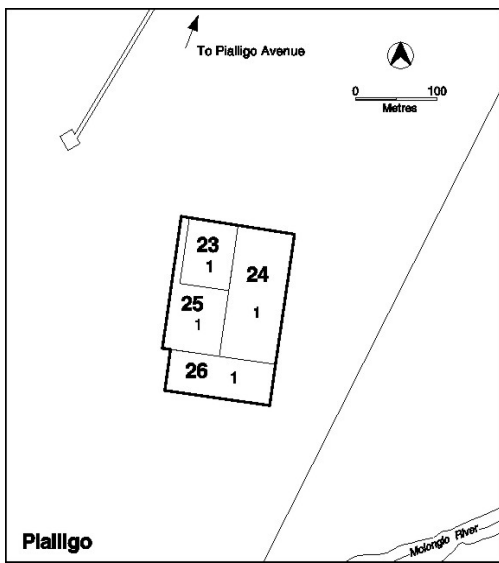 To Pialligo Avenue
0 100
Metres
23
1
24
1
25
1
26 1
Pialligo
Molonglo River